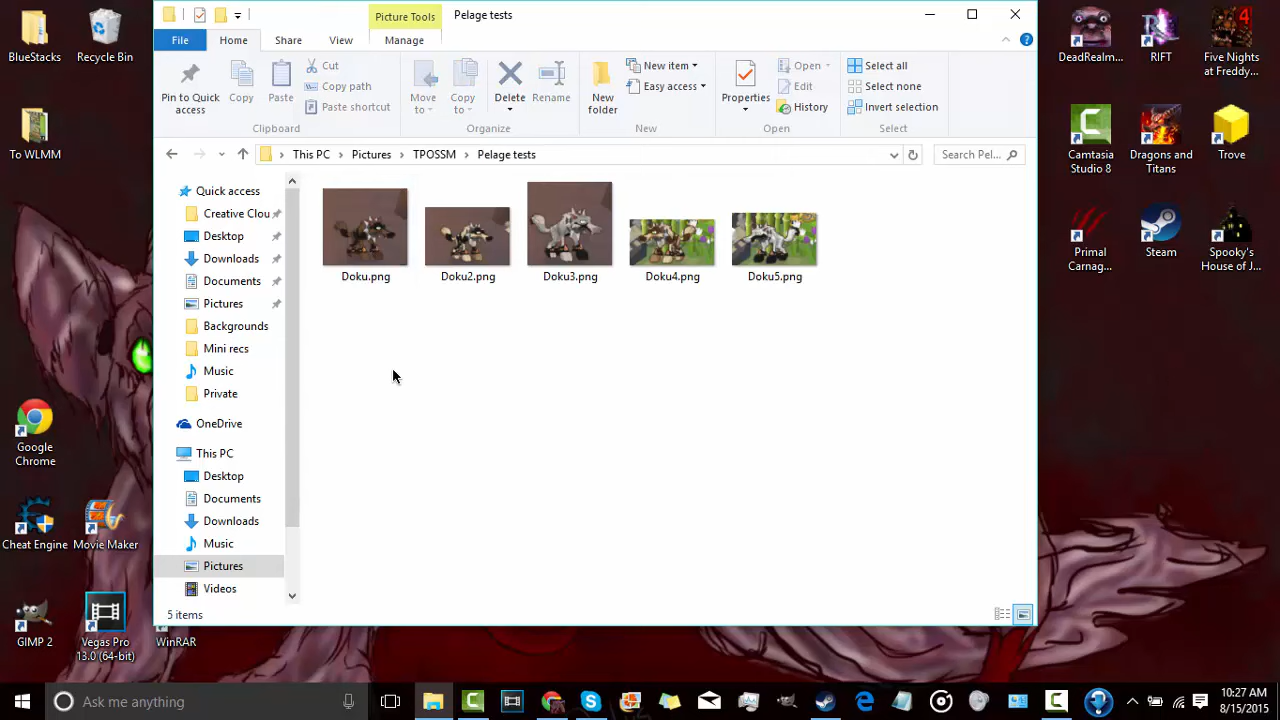 Picture Tools
Pelage tests
File
Home
Share
View
Manage
Pin to Quick access
Copy
Paste
Cut
Copy path
Paste shortcut
Clipboard
Move to
Copy to
Delete
Rename
Organize
New folder
New item
Easy access
New
Properties
Open
Edit
History
Open
Select all
Select none
Invert selection
Select
This PC
Pictures
TPOSSM
Pelage tests
Search Pel...
Quick access
Creative Clou
Desktop
Downloads
Documents
Pictures
Backgrounds
Mini recs
Music
Private
OneDrive
This PC
Desktop
Documents
Downloads
Music
Pictures
Videos
Doku.png
Doku2.png
Doku3.png
Doku4.png
Doku5.png
5 items
BlueStacks
Recycle Bin
To WLMM
Google Chrome
Cheat Engine
Movie Maker
GIMP 2
Vegas Pro
13.0 (64-bit)
WinRAR
DeadRealm...
RIFT
4
Five Nights
at Freddy...
Camtasia
Studio 8
Dragons and
Titans
Trove
Primal
Carnag...
Steam
Spooky's
House of J...
Ask me anything
10:27 AM
8/15/2015